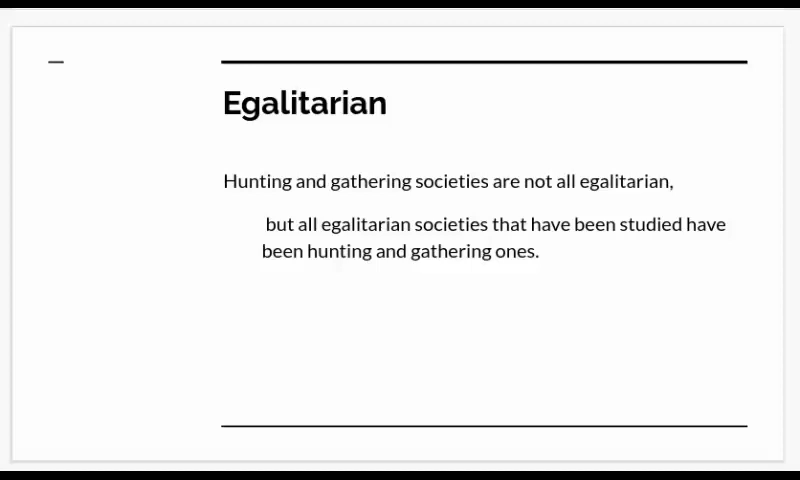 Egalitarian
Hunting and gathering societies are not all egalitarian,
but all egalitarian societies that have been studied have
been hunting and gathering ones.